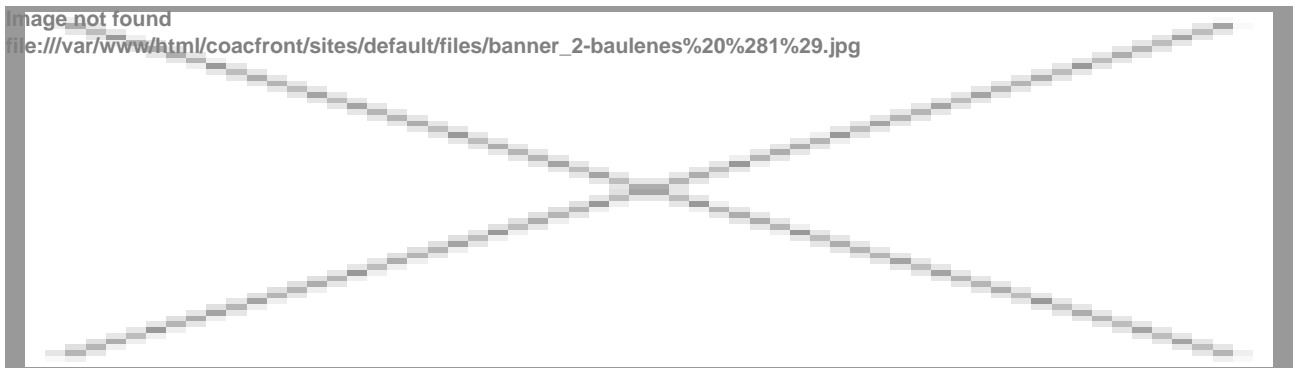 Image not found
file:///var/www/html/coacfront/sites/default/files/banner_2-baulenes%20%281%29.jpg